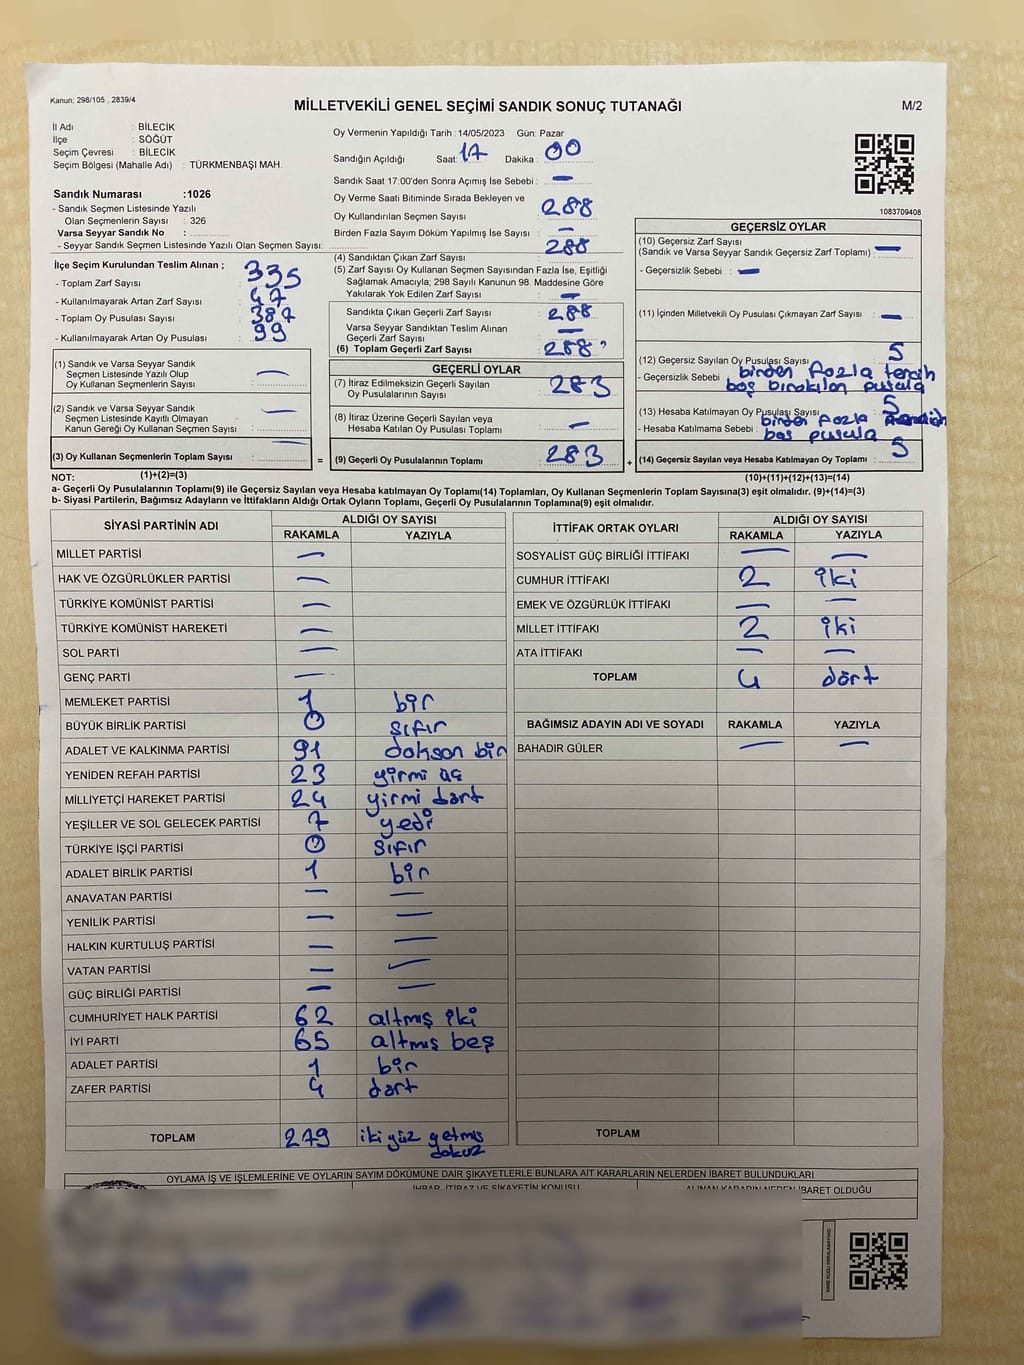 Kanun; 298/105 , 2839/4
MİLLETVEKİLİ GENEL SEÇİMİ SANDIK SONUÇ TUTANAĞI
M/2
İl Adı : BİLECİK
İlçe : SÖĞÜT
Seçim Çevresi : BİLECİK
Seçim Bölgesi (Mahalle Adı) : TÜRKMENBAŞI MAH.
Sandık Numarası :1026
- Sandık Seçmen Listesinde Yazılı
Olan Seçmenlerin Sayısı : 326
Varsa Seyyar Sandık No :
- Seyyar Sandık Seçmen Listesinde Yazılı Olan Seçmen Sayısı:
Oy Vermenin Yapıldığı Tarih :14/05/2023 Gün: Pazar
Sandığın Açıldığı Saat: 17 Dakika : 00
Sandık Saat 17:00'den Sonra Açımış İse Sebebi : —
Oy Verme Saati Bitiminde Sırada Bekleyen ve
Oy Kullandırılan Seçmen Sayısı : 288
Birden Fazla Sayım Döküm Yapılmış İse Sayısı : —
(4) Sandıktan Çıkan Zarf Sayısı : 288
(5) Zarf Sayısı Oy Kullanan Seçmen Sayısından Fazla İse, Eşitliği
Sağlamak Amacıyla; 298 Sayılı Kanunun 98. Maddesine Göre
Yakılarak Yok Edilen Zarf Sayısı : —
Sandıkta Çıkan Geçerli Zarf Sayısı : 288
Varsa Seyyar Sandıktan Teslim Alınan
Geçerli Zarf Sayısı : —
(6) Toplam Geçerli Zarf Sayısı : 288
1083709408
GEÇERSİZ OYLAR
(10) Geçersiz Zarf Sayısı
(Sandık ve Varsa Seyyar Sandık Geçersiz Zarf Toplamı) : —
- Geçersizlik Sebebi : —
(11) İçinden Milletvekili Oy Pusulası Çıkmayan Zarf Sayısı : —
(12) Geçersiz Sayılan Oy Pusulası Sayısı : 5
- Geçersizlik Sebebi : birden fazla tercih
boş bırakılan pusula
(13) Hesaba Katılmayan Oy Pusulası Sayısı : 5
- Hesaba Katılmama Sebebi : birden fazla
boş pusula
(14) Geçersiz Sayılan veya Hesaba Katılmayan Oy Toplamı : 5
(10)+(11)+(12)+(13)=(14)
İlçe Seçim Kurulundan Teslim Alınan ;
- Toplam Zarf Sayısı : 335
- Kullanılmayarak Artan Zarf Sayısı : 47
- Toplam Oy Pusulası Sayısı : 387
- Kullanılmayarak Artan Oy Pusulası : 99
(1) Sandık ve Varsa Seyyar Sandık
Seçmen Listesinde Yazılı Olup
Oy Kullanan Seçmenlerin Sayısı : —
(2) Sandık ve Varsa Seyyar Sandık
Seçmen Listesinde Kayıtlı Olmayan
Kanun Gereği Oy Kullanan Seçmen Sayısı : —
(3) Oy Kullanan Seçmenlerin Toplam Sayısı : —
=
GEÇERLİ OYLAR
(7) İtiraz Edilmeksizin Geçerli Sayılan
Oy Pusulalarının Sayısı : 283
(8) İtiraz Üzerine Geçerli Sayılan veya
Hesaba Katılan Oy Pusulası Toplamı : —
(9) Geçerli Oy Pusulalarının Toplamı : 283
+
NOT: (1)+(2)=(3)
a- Geçerli Oy Pusulalarının Toplamı(9) ile Geçersiz Sayılan veya Hesaba katılmayan Oy Toplamı(14) Toplamları, Oy Kullanan Seçmenlerin Toplam Sayısına(3) eşit olmalıdır. (9)+(14)=(3)
b- Siyasi Partilerin, Bağımsız Adayların ve İttifakların Aldığı Ortak Oyların Toplamı, Geçerli Oy Pusulalarının Toplamına(9) eşit olmalıdır.
SİYASİ PARTİNİN ADI
ALDIĞI OY SAYISI
RAKAMLA YAZIYLA
MİLLET PARTİSİ —
HAK VE ÖZGÜRLÜKLER PARTİSİ —
TÜRKİYE KOMÜNİST PARTİSİ —
TÜRKİYE KOMÜNİST HAREKETİ —
SOL PARTİ —
GENÇ PARTİ —
MEMLEKET PARTİSİ 1 bir
BÜYÜK BİRLİK PARTİSİ 0 sıfır
ADALET VE KALKINMA PARTİSİ 91 doksan bir
YENİDEN REFAH PARTİSİ 23 yirmi üç
MİLLİYETÇİ HAREKET PARTİSİ 24 yirmi dört
YEŞİLLER VE SOL GELECEK PARTİSİ 7 yedi
TÜRKİYE İŞÇİ PARTİSİ 0 sıfır
ADALET BİRLİK PARTİSİ 1 bir
ANAVATAN PARTİSİ — —
YENİLİK PARTİSİ — —
HALKIN KURTULUŞ PARTİSİ — —
VATAN PARTİSİ — —
GÜÇ BİRLİĞİ PARTİSİ — —
CUMHURİYET HALK PARTİSİ 62 altmış iki
İYİ PARTİ 65 altmış beş
ADALET PARTİSİ 1 bir
ZAFER PARTİSİ 4 dört
TOPLAM 279 iki yüz yetmiş
dokuz
İTTİFAK ORTAK OYLARI
ALDIĞI OY SAYISI
RAKAMLA YAZIYLA
SOSYALİST GÜÇ BİRLİĞİ İTTİFAKI — —
CUMHUR İTTİFAKI 2 iki
EMEK VE ÖZGÜRLÜK İTTİFAKI — —
MİLLET İTTİFAKI 2 iki
ATA İTTİFAKI — —
TOPLAM 4 dört
BAĞIMSIZ ADAYIN ADI VE SOYADI RAKAMLA YAZIYLA
BAHADIR GÜLER — —
TOPLAM
OYLAMA İŞ VE İŞLEMLERİNE VE OYLARIN SAYIM DÖKÜMÜNE DAİR ŞİKAYETLERLE BUNLARA AİT KARARLARIN NELERDEN İBARET BULUNDUKLARI
İHBAR, İTİRAZ VE ŞİKAYETİN KONUSU
ALINAN KARARIN NEDEN İBARET OLDUĞU